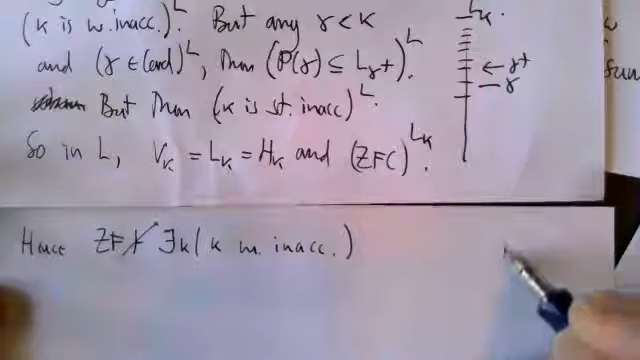 (κ is w. inacc.)^L. But any γ < κ
and (γ ∈ Card)^L, Then (P(γ) ⊆ L_γ+)^L.
But Then (κ is st. inacc)^L.
So in L, V_κ = L_κ = H_κ and (ZFC)^L_κ.
L_κ.
← γ+
– γ
Hence ZF ⊬ ∃κ(κ w. inacc.)